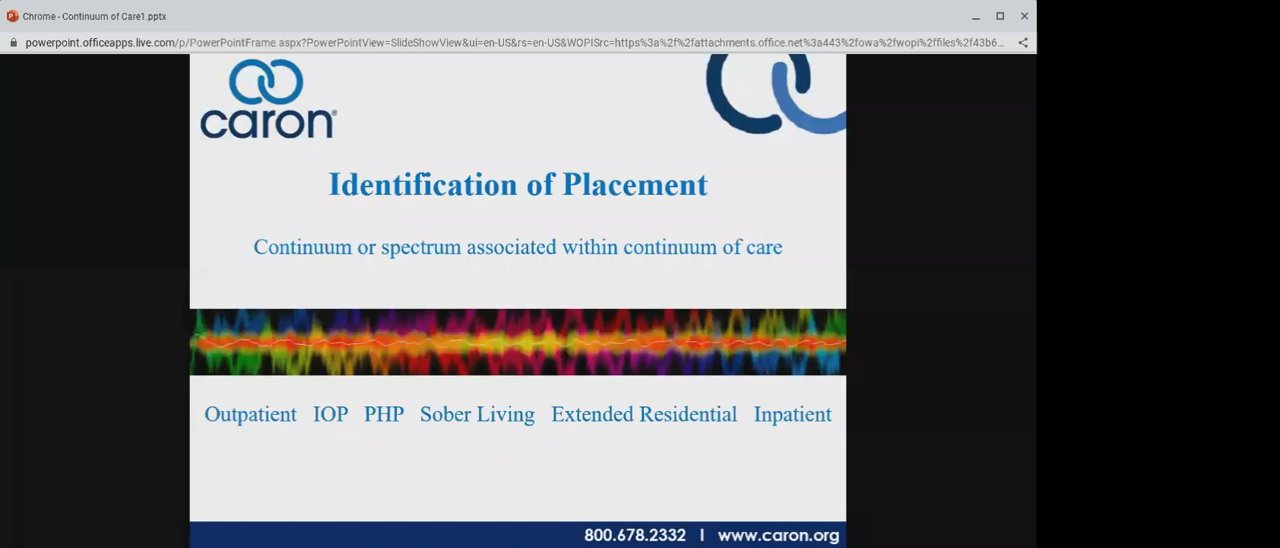 Chrome - Continuum of Care1.pptx
powerpoint.officeapps.live.com/p/PowerPointFrame.aspx?PowerPointView=SlideShowView&ui=en-US&rs=en-US&WOPISrc=https%3a%2f%2fattachments.office.net%3a443%2fowa%2fwopi%2ffiles%2f43b6...
caron®
Identification of Placement
Continuum or spectrum associated within continuum of care
Outpatient IOP PHP Sober Living Extended Residential Inpatient
800.678.2332 | www.caron.org